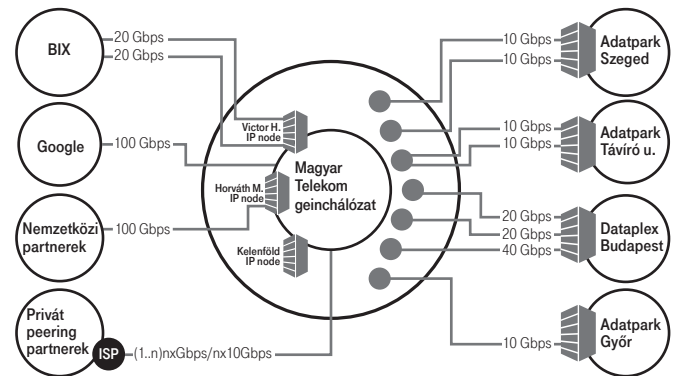 BIX
20 Gbps
20 Gbps
Google
100 Gbps
Nemzetközi
partnerek
100 Gbps
Privát
peering
partnerek
ISP
(1..n)nxGbps/nx10Gbps
Victor H.
IP node
Horváth M.
IP node
Kelenföld
IP node
Magyar
Telekom
geinchálózat
10 Gbps
10 Gbps
Adatpark
Szeged
10 Gbps
10 Gbps
Adatpark
Távíró u.
20 Gbps
20 Gbps
40 Gbps
Dataplex
Budapest
10 Gbps
Adatpark
Győr